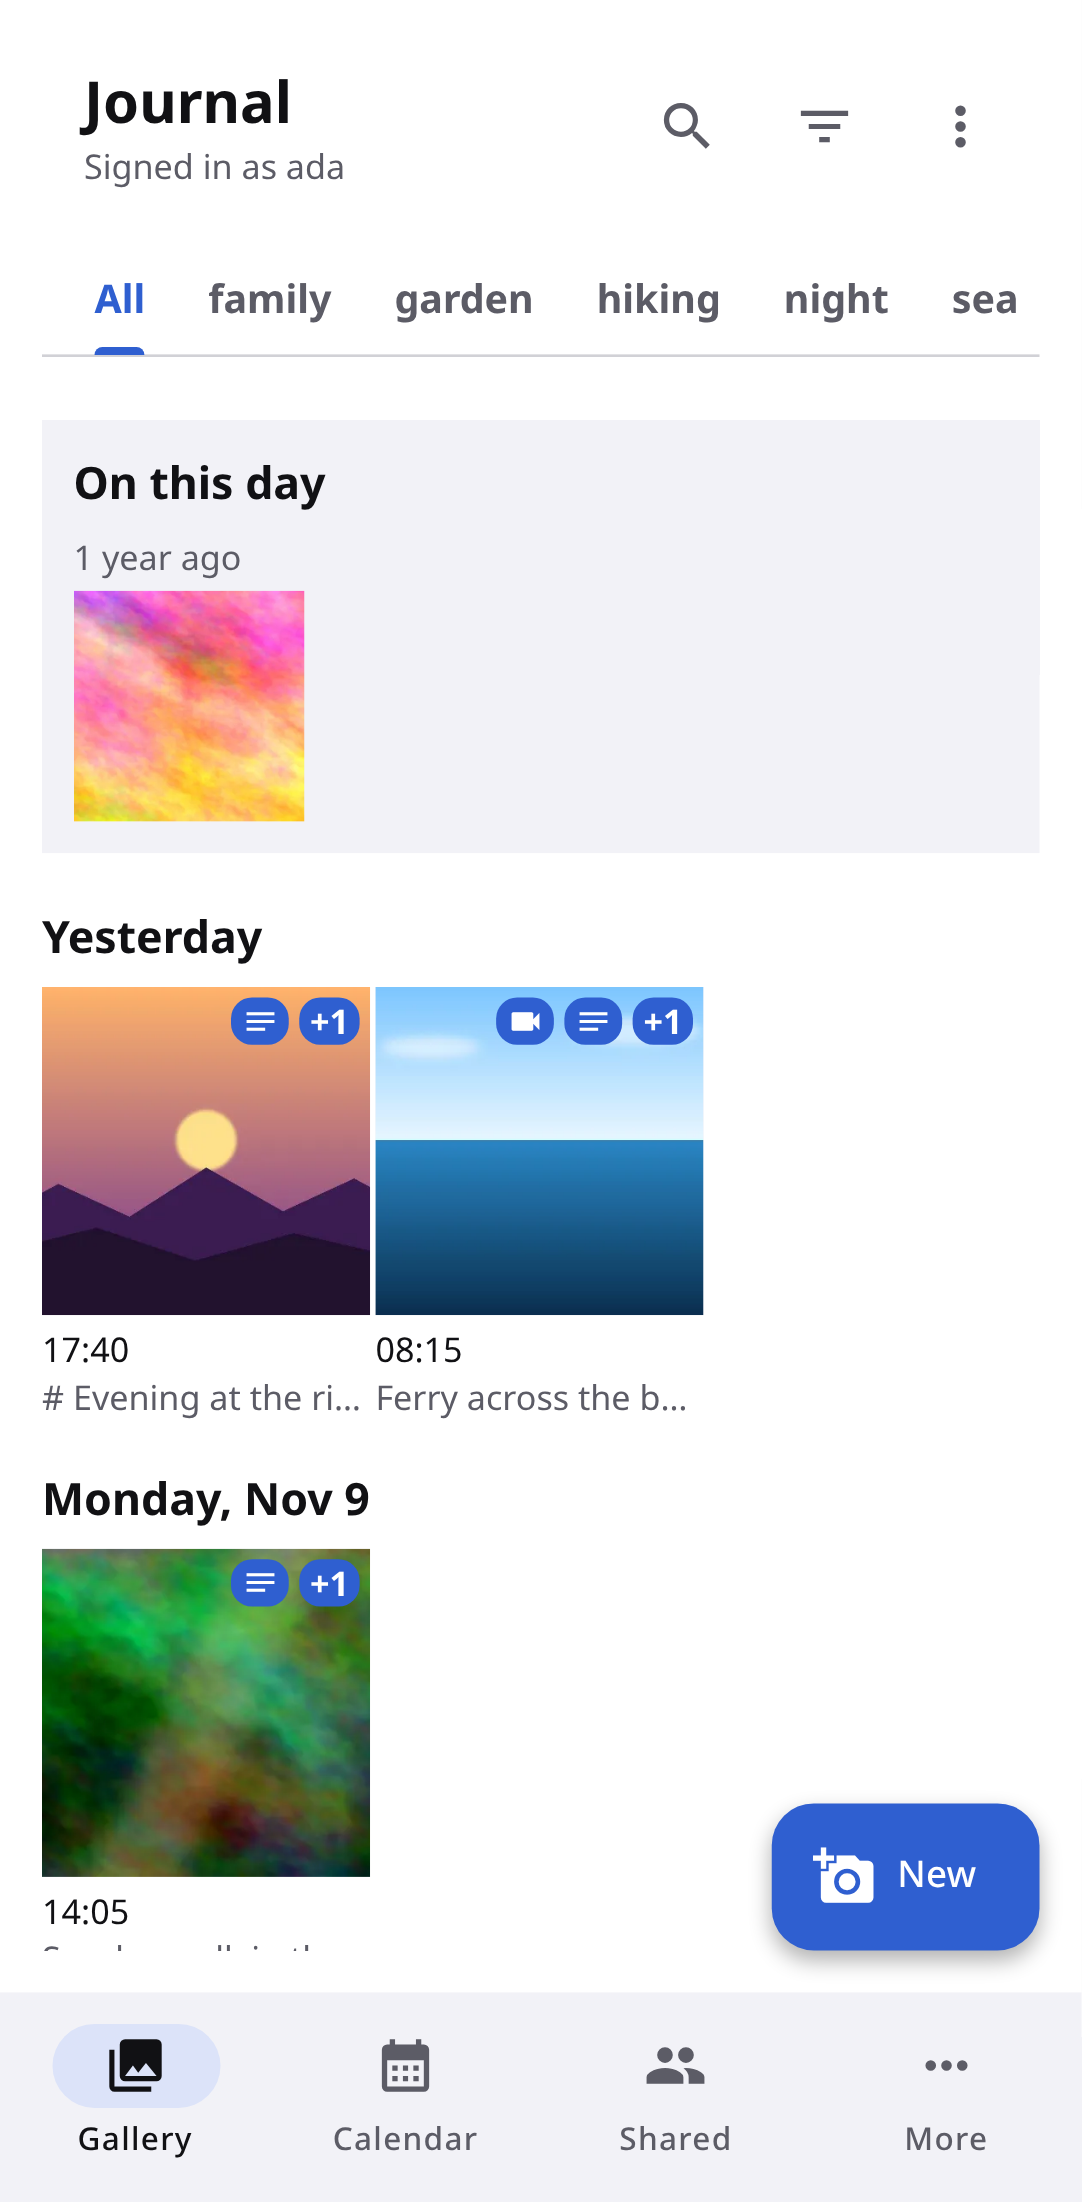 Journal
Signed in as ada
All family garden hiking night sea
On this day
1 year ago
Yesterday
+1 +1
17:40 08:15
# Evening at the ri... Ferry across the b...
Monday, Nov 9
+1
14:05
New
Gallery Calendar Shared More